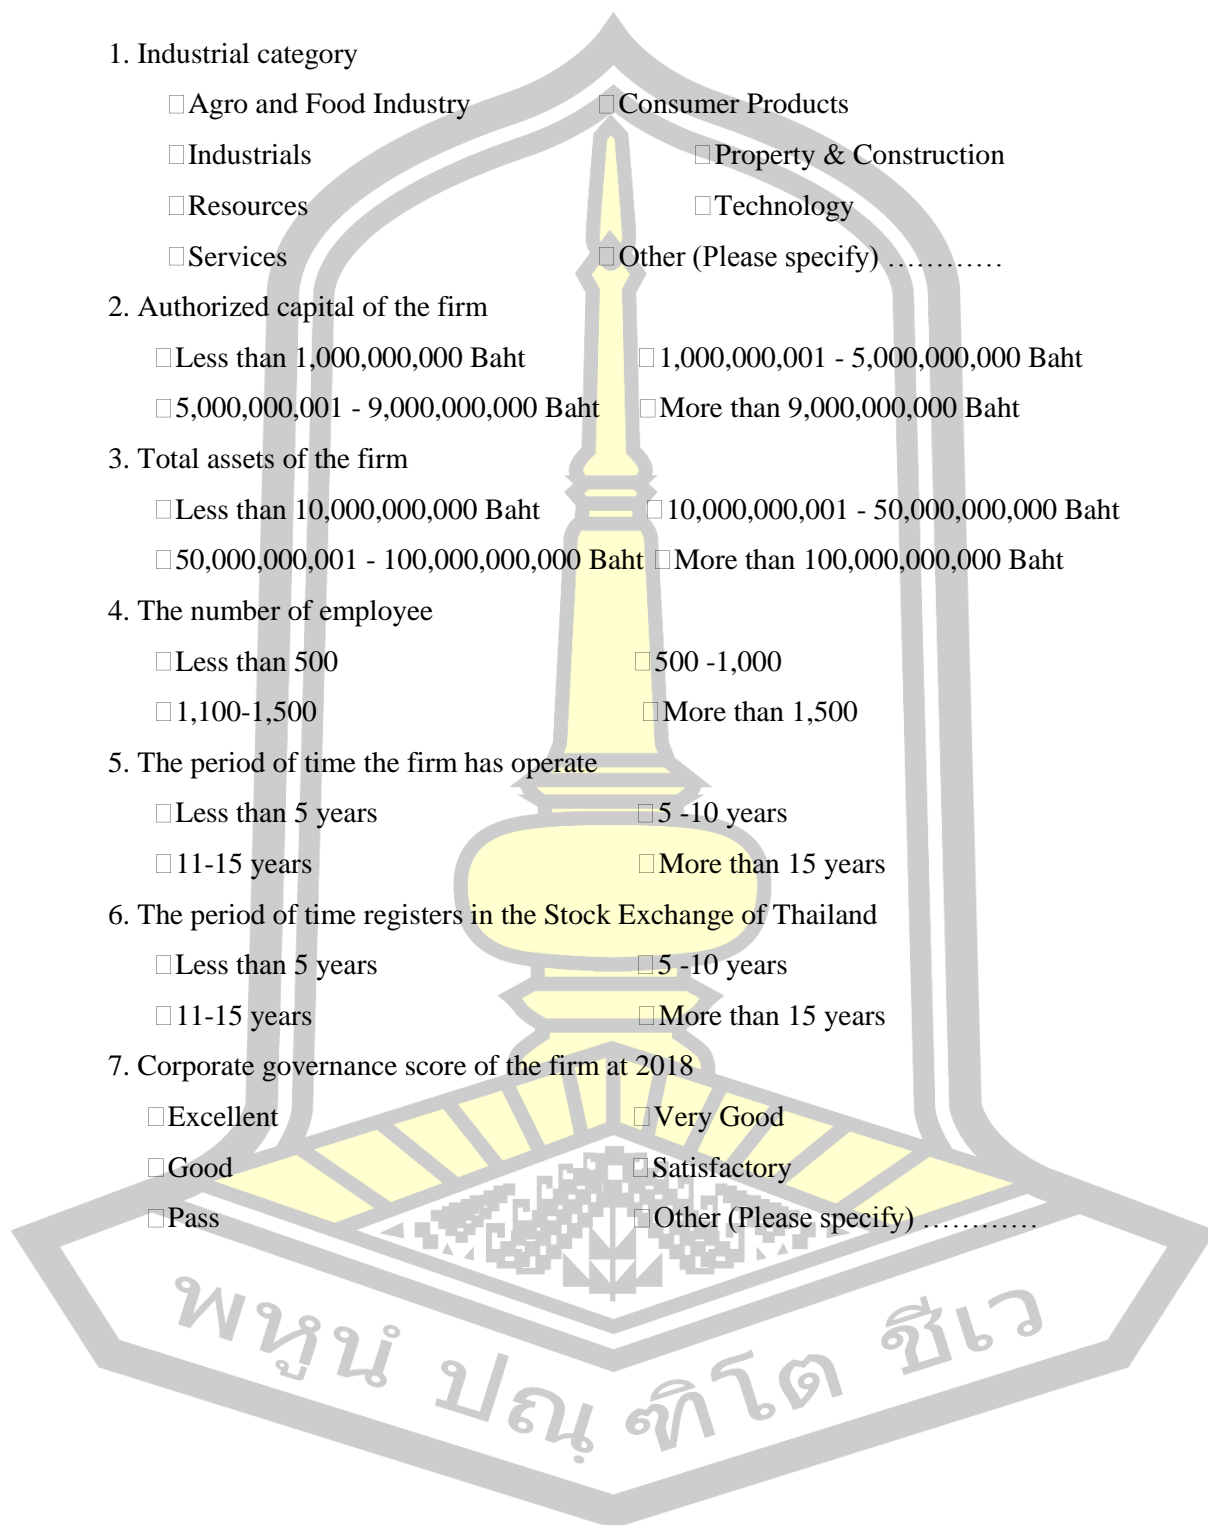 1. Industrial category
□Agro and Food Industry □Consumer Products
□Industrials □Property & Construction
□Resources □Technology
□Services □Other (Please specify) …………
2. Authorized capital of the firm
□Less than 1,000,000,000 Baht □1,000,000,001 - 5,000,000,000 Baht
□5,000,000,001 - 9,000,000,000 Baht □More than 9,000,000,000 Baht
3. Total assets of the firm
□Less than 10,000,000,000 Baht □10,000,000,001 - 50,000,000,000 Baht
□50,000,000,001 - 100,000,000,000 Baht □More than 100,000,000,000 Baht
4. The number of employee
□Less than 500 □500 -1,000
□1,100-1,500 □More than 1,500
5. The period of time the firm has operate
□Less than 5 years □5 -10 years
□11-15 years □More than 15 years
6. The period of time registers in the Stock Exchange of Thailand
□Less than 5 years □5 -10 years
□11-15 years □More than 15 years
7. Corporate governance score of the firm at 2018
□Excellent □Very Good
□Good □Satisfactory
□Pass □Other (Please specify) …………
พหูนํ ปณฺฑิโต ชีเว